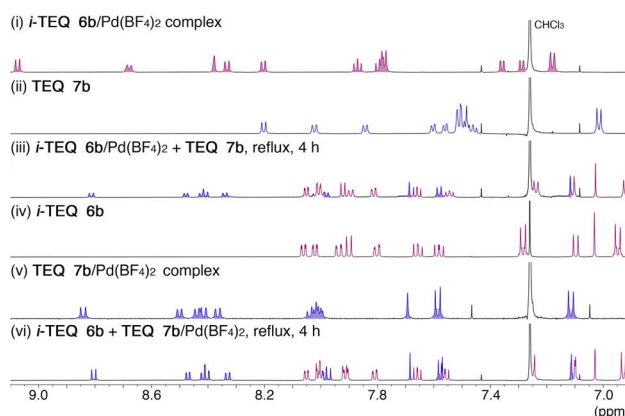 (i) i-TEQ 6b/Pd(BF4)2 complex
CHCl3
(ii) TEQ 7b
(iii) i-TEQ 6b/Pd(BF4)2 + TEQ 7b, reflux, 4 h
(iv) i-TEQ 6b
(v) TEQ 7b/Pd(BF4)2 complex
(vi) i-TEQ 6b + TEQ 7b/Pd(BF4)2, reflux, 4 h
9.0 8.6 8.2 7.8 7.4 7.0
(ppm)